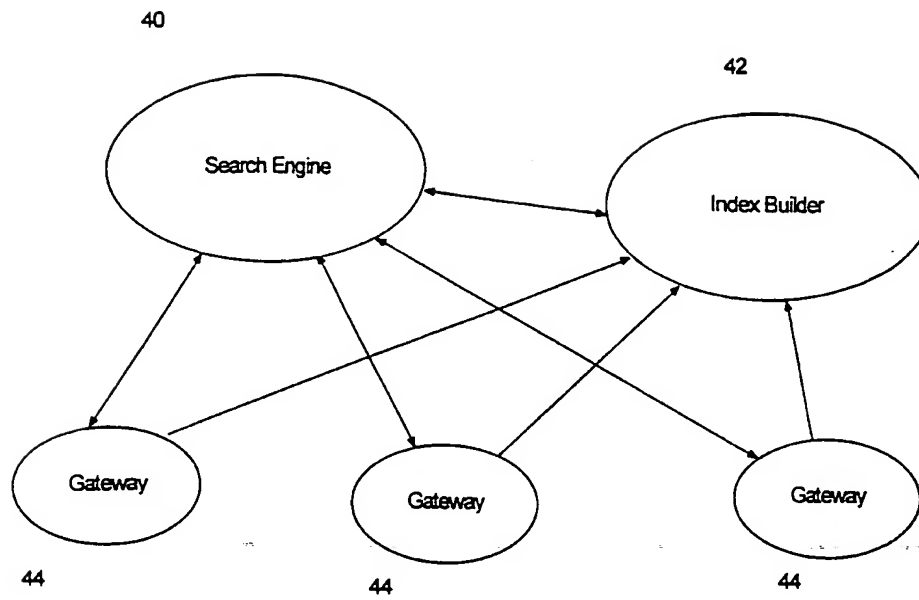 40
42
Search Engine
Index Builder
Gateway
Gateway
Gateway
44
44
44